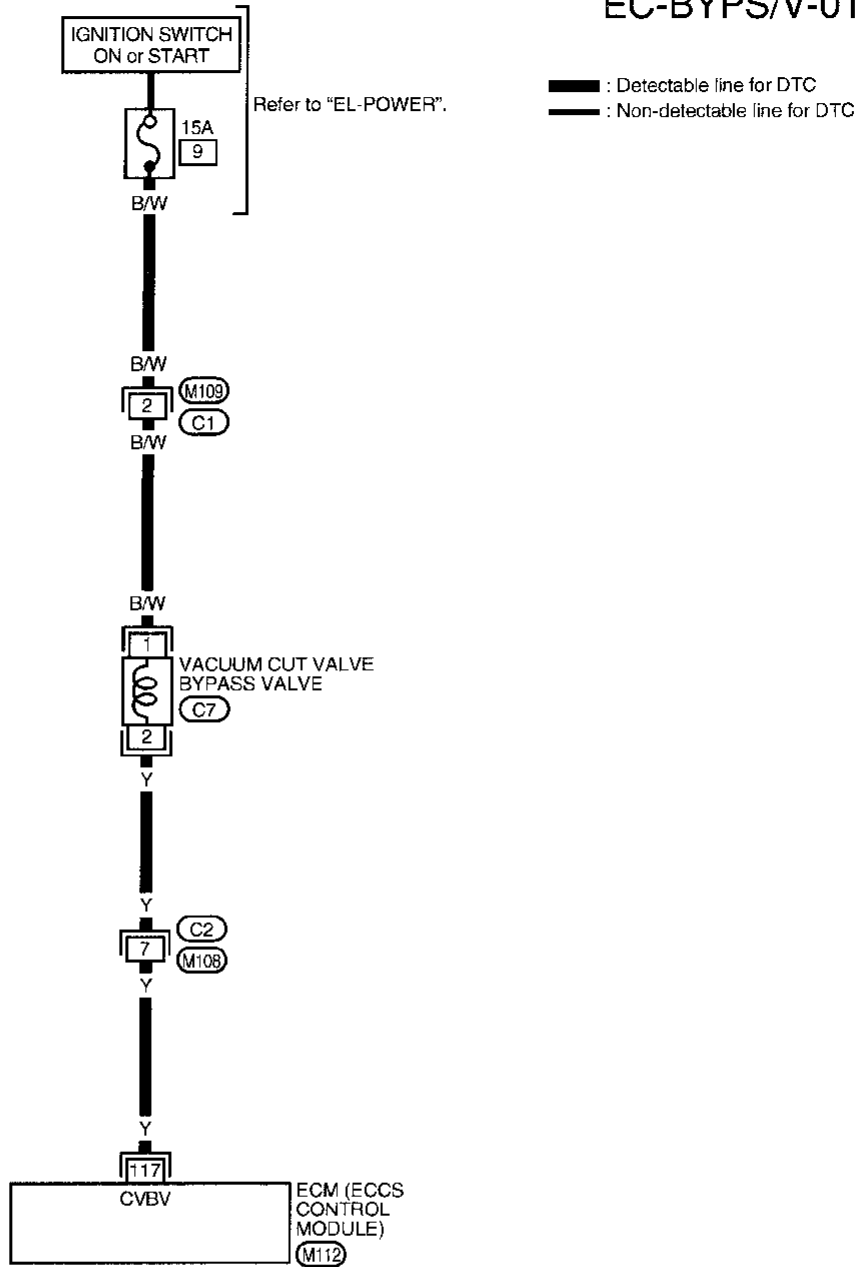 EC-BYPS/V-01
IGNITION SWITCH
ON or START
Refer to "EL-POWER".
: Detectable line for DTC
: Non-detectable line for DTC
15A
9
B/W
B/W
2
M109
C1
B/W
B/W
1
VACUUM CUT VALVE
BYPASS VALVE
C7
2
Y
Y
C2
7
M108
Y
Y
117
CVBV
ECM (ECCS
CONTROL
MODULE)
M112